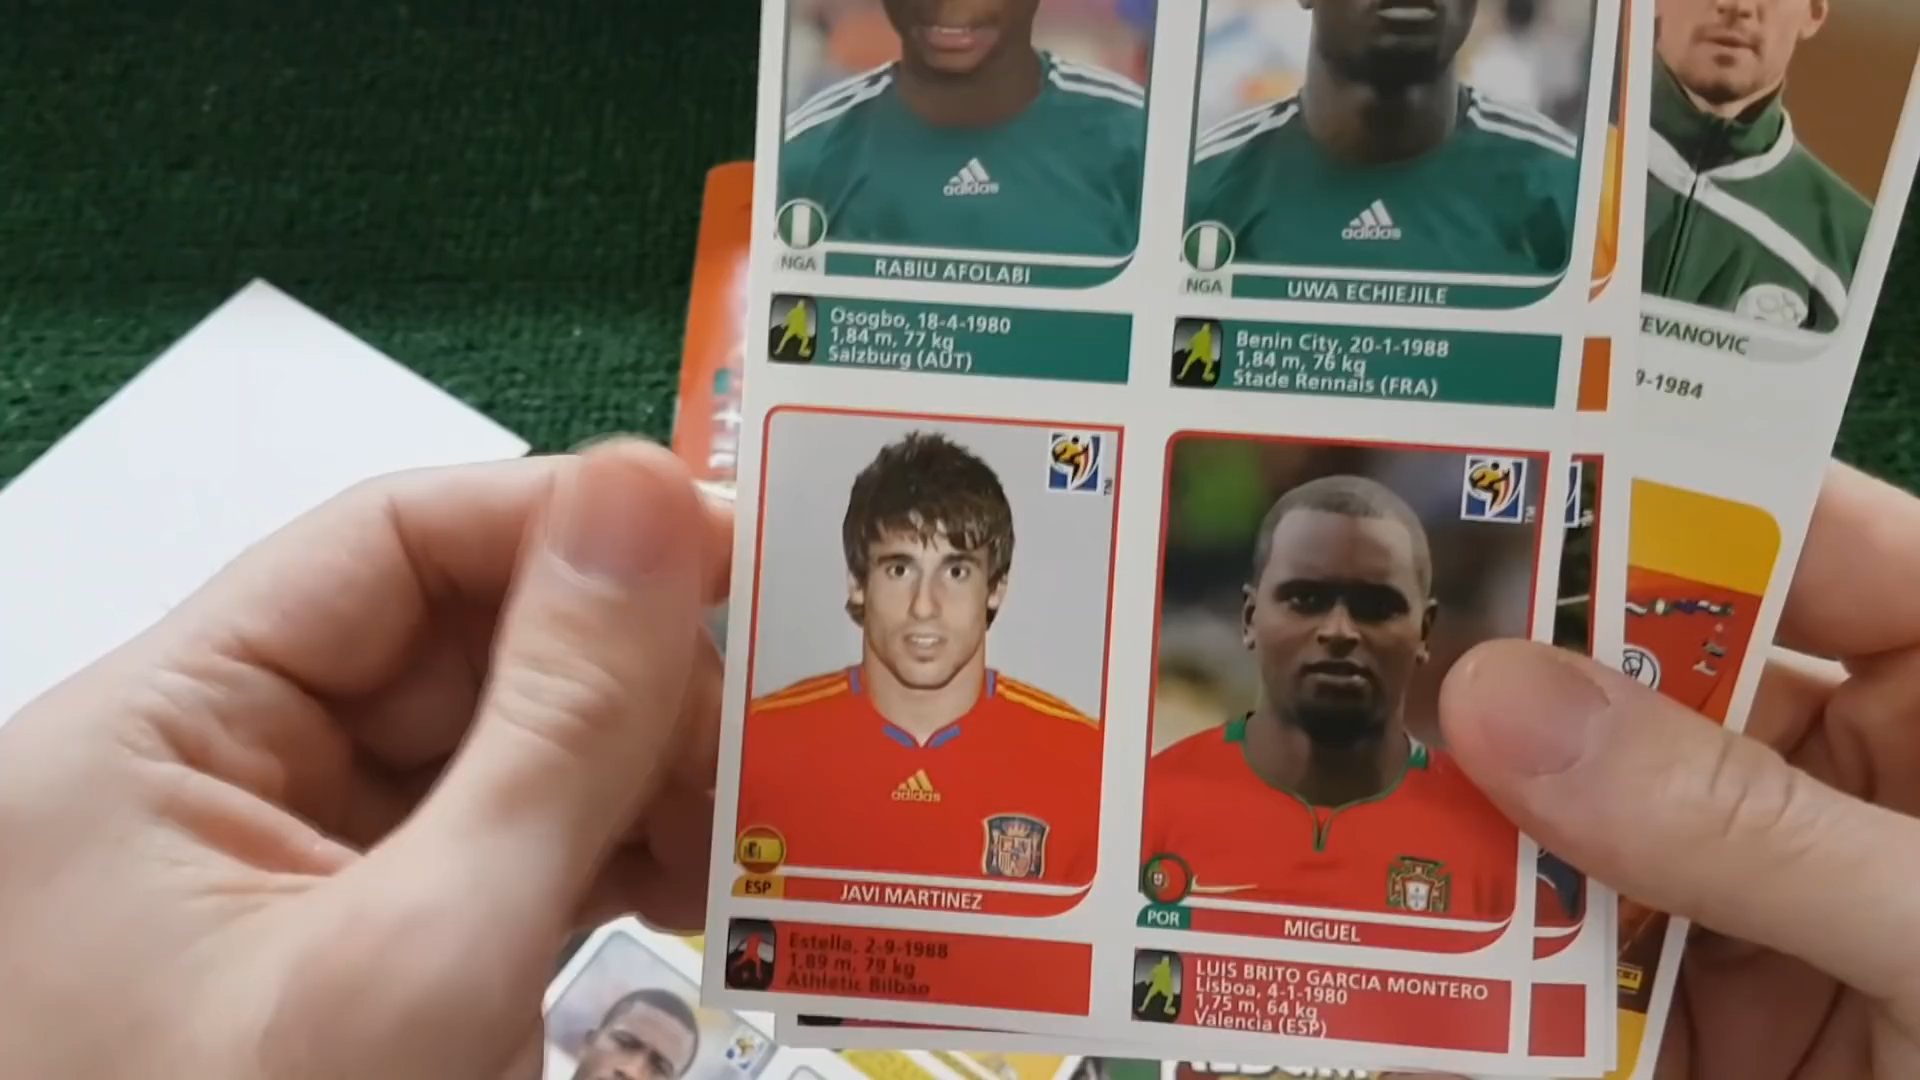 adidas
adidas
NGA
RABIU AFOLABI
NGA
UWA ECHIEJILE
EVANOVIC
Osogbo, 18-4-1980
1,84 m, 77 kg
Salzburg (AUT)
Benin City, 20-1-1988
1,84 m, 76 kg
Stade Rennais (FRA)
9-1984
TM
TM
adidas
ESP
JAVI MARTINEZ
POR
MIGUEL
Estella, 2-9-1988
1,89 m, 79 kg
Athletic Bilbao
LUIS BRITO GARCIA MONTERO
Lisboa, 4-1-1980
1,75 m, 64 kg
Valencia (ESP)